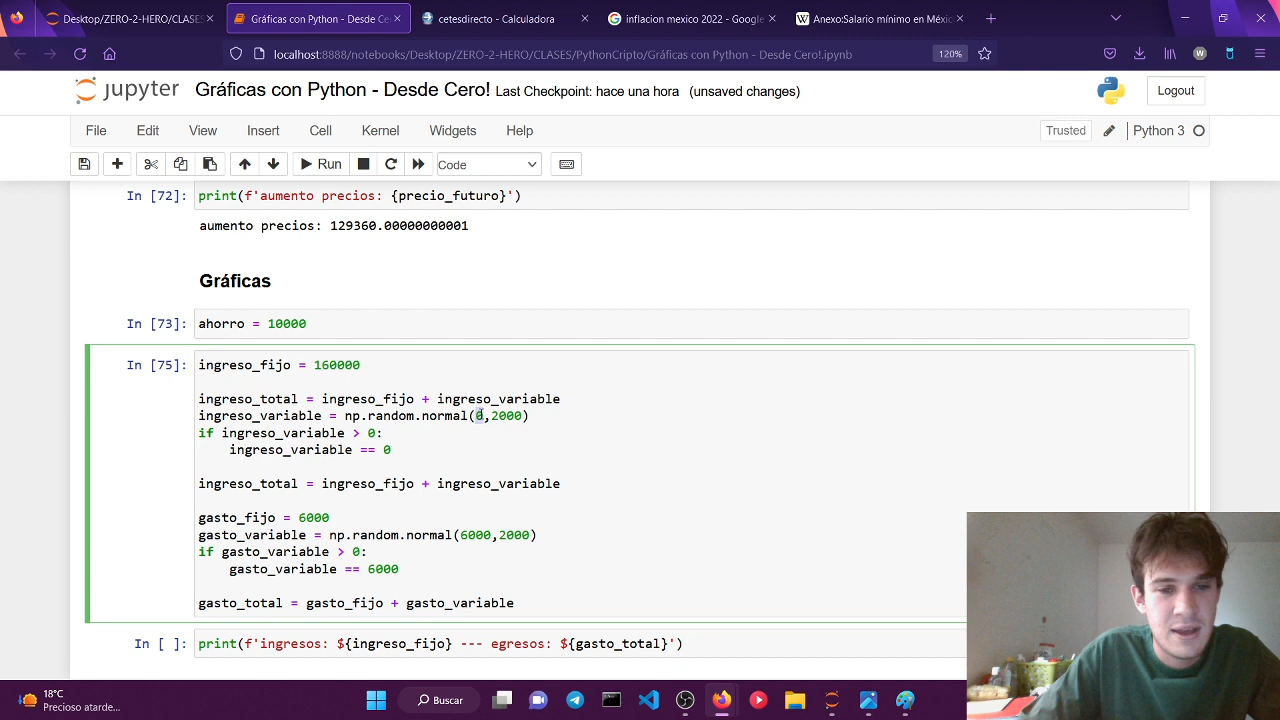 Desktop/ZERO-2-HERO/CLASES
Gráficas con Python - Desde Ce
cetesdirecto - Calculadora
inflacion mexico 2022 - Google
Anexo:Salario mínimo en Méxic
localhost:8888/notebooks/Desktop/ZERO-2-HERO/CLASES/PythonCripto/Gráficas con Python - Desde Cero!.ipynb
120%
jupyter Gráficas con Python - Desde Cero! Last Checkpoint: hace una hora (unsaved changes)
Logout
File Edit View Insert Cell Kernel Widgets Help
Trusted
Python 3
Run
Code
In [72]: print(f'aumento precios: {precio_futuro}')
aumento precios: 129360.00000000001
Gráficas
In [73]: ahorro = 10000
In [75]: ingreso_fijo = 160000
ingreso_total = ingreso_fijo + ingreso_variable
ingreso_variable = np.random.normal(0,2000)
if ingreso_variable > 0:
ingreso_variable == 0
ingreso_total = ingreso_fijo + ingreso_variable
gasto_fijo = 6000
gasto_variable = np.random.normal(6000,2000)
if gasto_variable > 0:
gasto_variable == 6000
gasto_total = gasto_fijo + gasto_variable
In [ ]: print(f'ingresos: ${ingreso_fijo} --- egresos: ${gasto_total}')
18°C
Precioso atarde...
Buscar